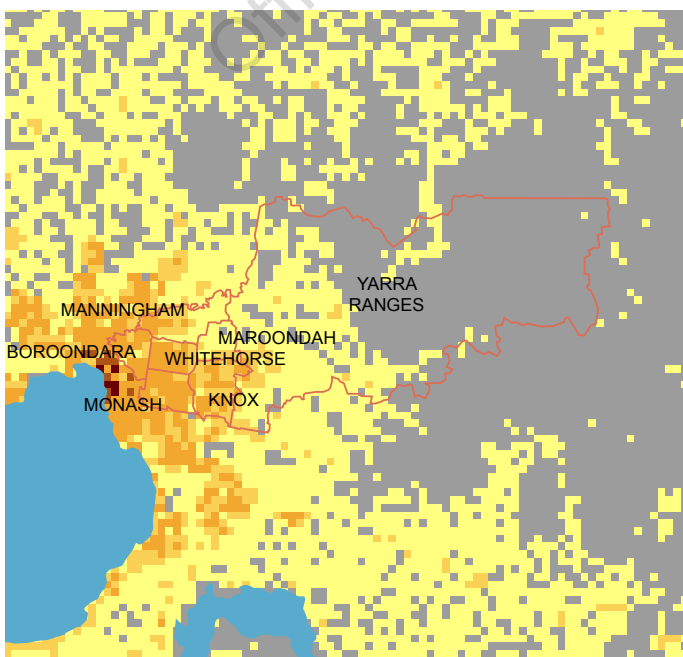 YARRA
RANGES
MANNINGHAM
MAROONDAH
BOROONDARA
WHITEHORSE
KNOX
MONASH